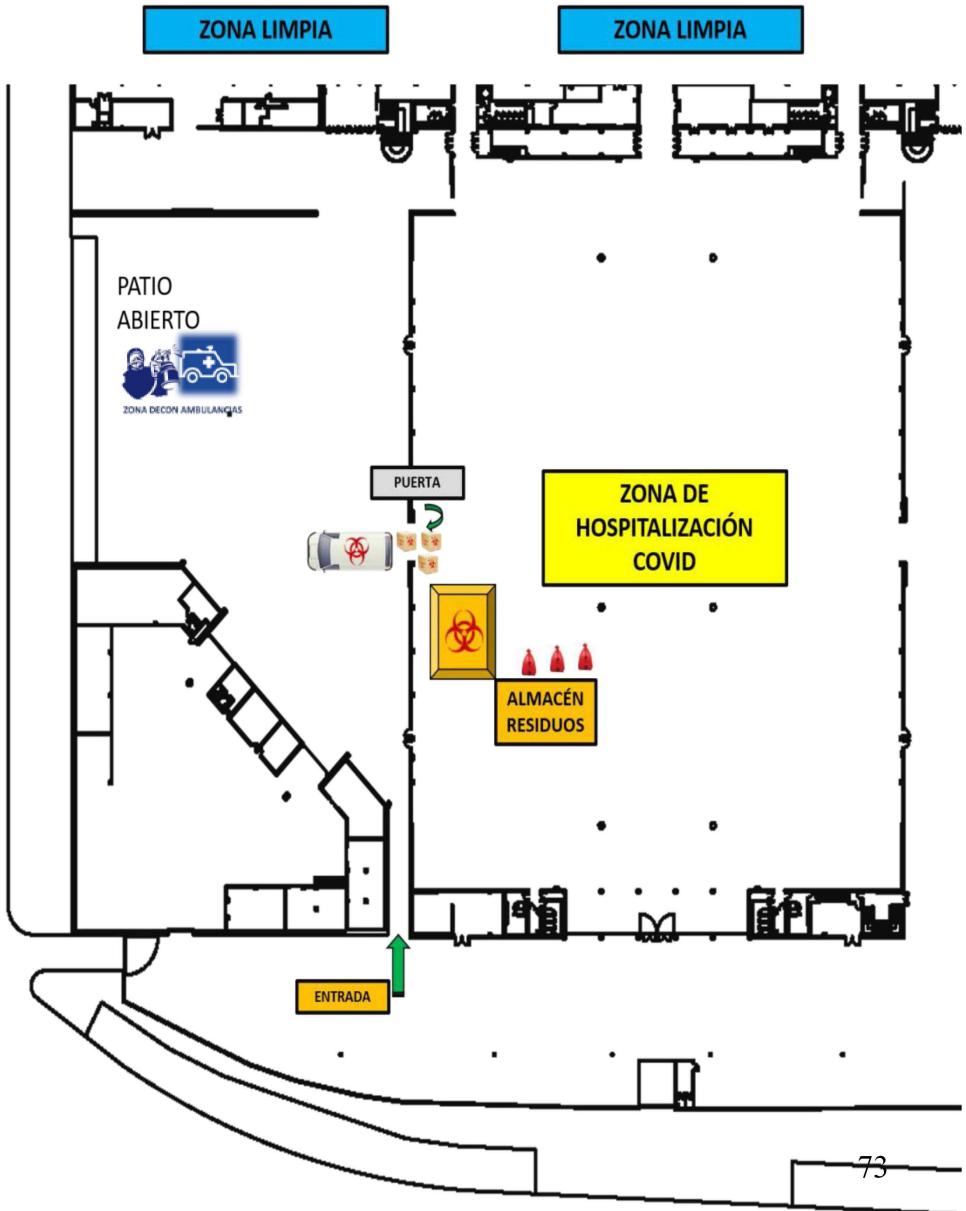 ZONA LIMPIA
ZONA LIMPIA
PATIO
ABIERTO
ZONA DECON AMBULANCIAS
PUERTA
ZONA DE
HOSPITALIZACIÓN
COVID
ALMACÉN
RESIDUOS
ENTRADA
73